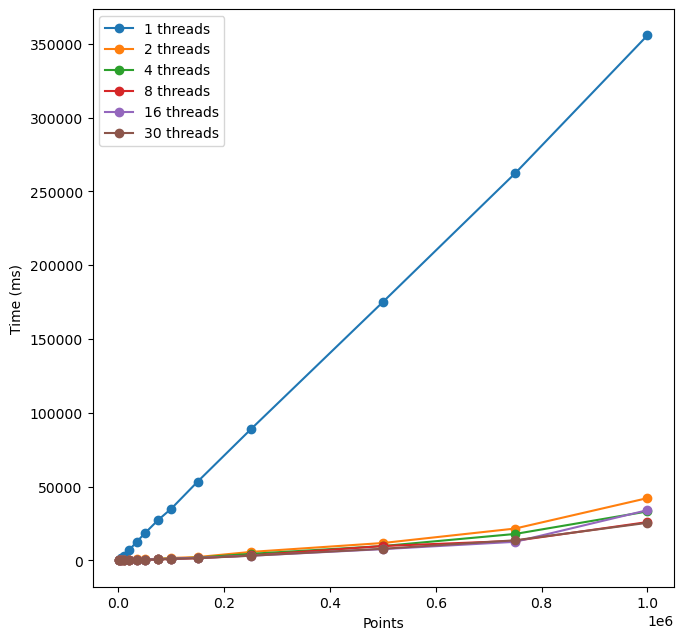 1 threads
2 threads
4 threads
8 threads
16 threads
30 threads
350000
300000
250000
200000
150000
100000
50000
0
Time (ms)
0.0 0.2 0.4 0.6 0.8 1.0
1e6
Points